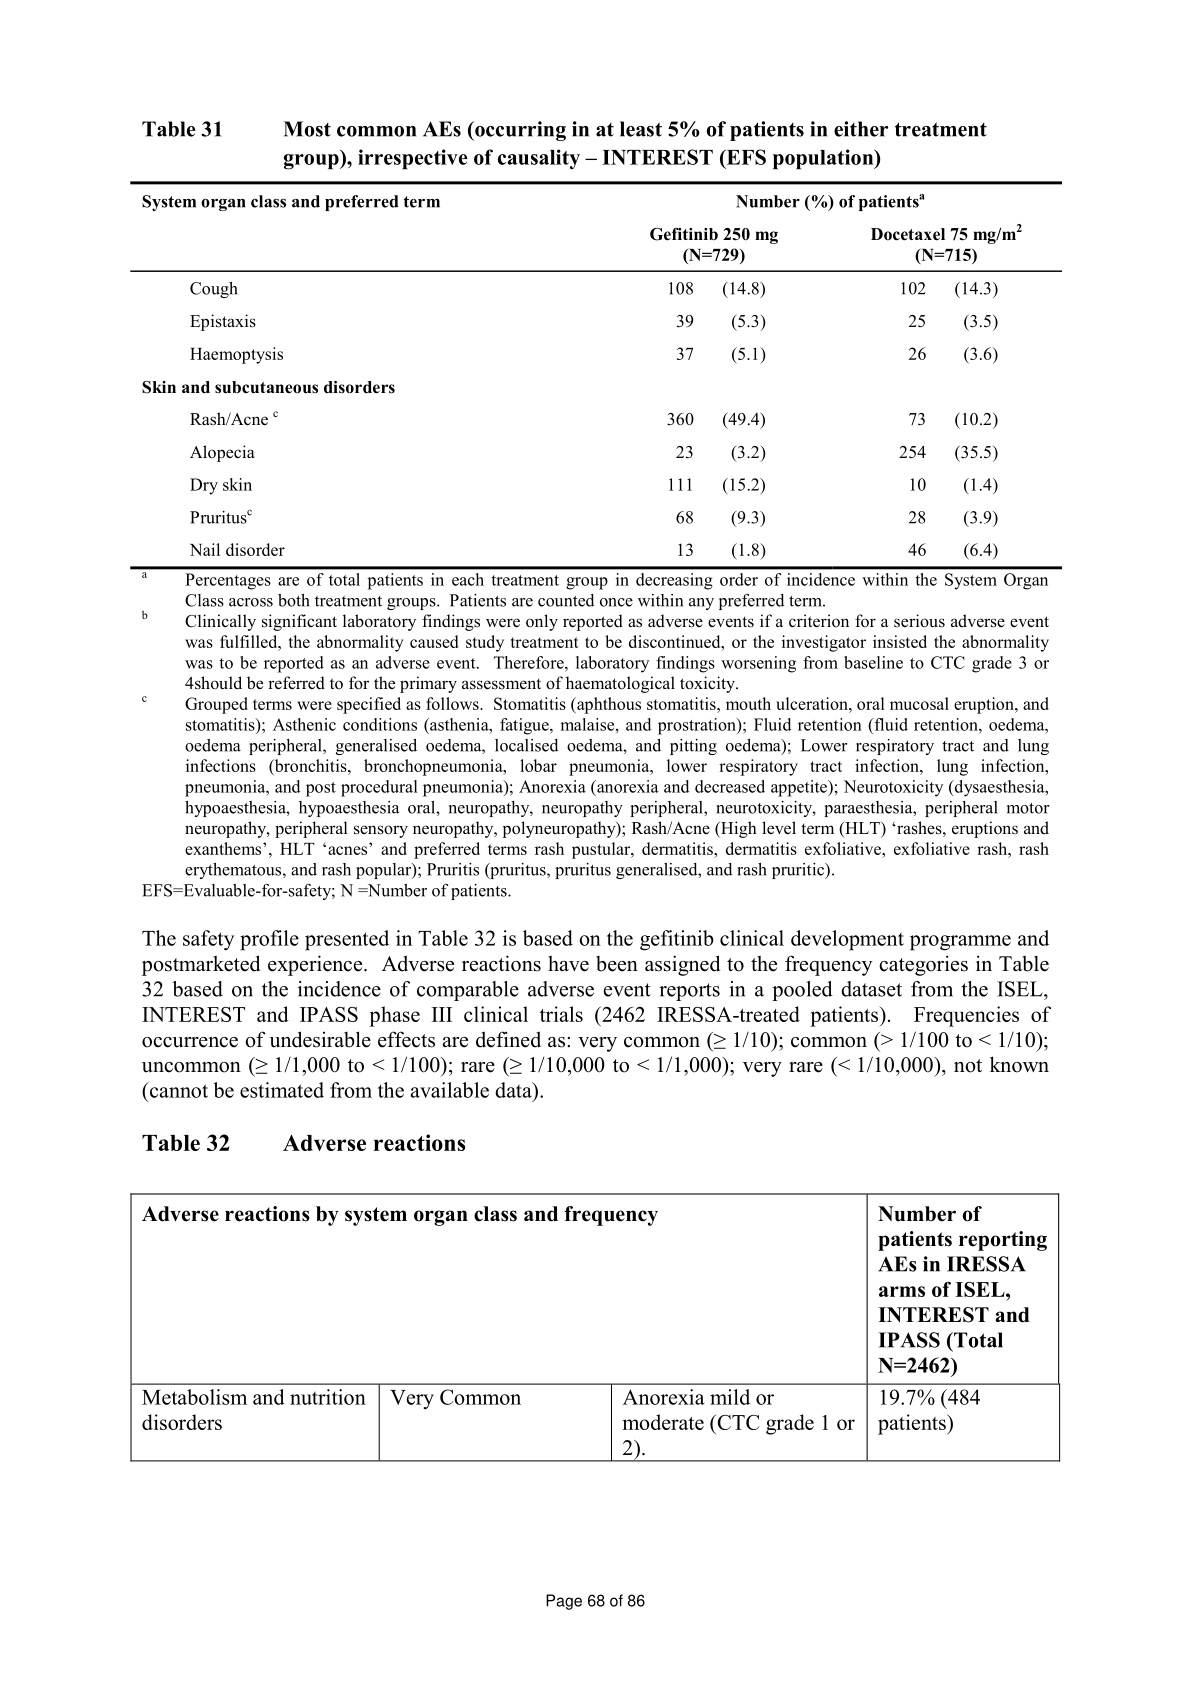 Table 31 Most common AEs (occurring in at least 5% of patients in either treatment
group), irrespective of causality – INTEREST (EFS population)
System organ class and preferred term Number (%) of patientsª
Gefitinib 250 mg Docetaxel 75 mg/m²
(N=729) (N=715)
Cough 108 (14.8) 102 (14.3)
Epistaxis 39 (5.3) 25 (3.5)
Haemoptysis 37 (5.1) 26 (3.6)
Skin and subcutaneous disorders
Rash/Acne c 360 (49.4) 73 (10.2)
Alopecia 23 (3.2) 254 (35.5)
Dry skin 111 (15.2) 10 (1.4)
Pruritusc 68 (9.3) 28 (3.9)
Nail disorder 13 (1.8) 46 (6.4)
a Percentages are of total patients in each treatment group in decreasing order of incidence within the System Organ
Class across both treatment groups. Patients are counted once within any preferred term.
b Clinically significant laboratory findings were only reported as adverse events if a criterion for a serious adverse event
was fulfilled, the abnormality caused study treatment to be discontinued, or the investigator insisted the abnormality
was to be reported as an adverse event. Therefore, laboratory findings worsening from baseline to CTC grade 3 or
4should be referred to for the primary assessment of haematological toxicity.
c Grouped terms were specified as follows. Stomatitis (aphthous stomatitis, mouth ulceration, oral mucosal eruption, and
stomatitis); Asthenic conditions (asthenia, fatigue, malaise, and prostration); Fluid retention (fluid retention, oedema,
oedema peripheral, generalised oedema, localised oedema, and pitting oedema); Lower respiratory tract and lung
infections (bronchitis, bronchopneumonia, lobar pneumonia, lower respiratory tract infection, lung infection,
pneumonia, and post procedural pneumonia); Anorexia (anorexia and decreased appetite); Neurotoxicity (dysaesthesia,
hypoaesthesia, hypoaesthesia oral, neuropathy, neuropathy peripheral, neurotoxicity, paraesthesia, peripheral motor
neuropathy, peripheral sensory neuropathy, polyneuropathy); Rash/Acne (High level term (HLT) ‘rashes, eruptions and
exanthems’, HLT ‘acnes’ and preferred terms rash pustular, dermatitis, dermatitis exfoliative, exfoliative rash, rash
erythematous, and rash popular); Pruritis (pruritus, pruritus generalised, and rash pruritic).
EFS=Evaluable-for-safety; N =Number of patients.
The safety profile presented in Table 32 is based on the gefitinib clinical development programme and
postmarketed experience. Adverse reactions have been assigned to the frequency categories in Table
32 based on the incidence of comparable adverse event reports in a pooled dataset from the ISEL,
INTEREST and IPASS phase III clinical trials (2462 IRESSA-treated patients). Frequencies of
occurrence of undesirable effects are defined as: very common (≥ 1/10); common (> 1/100 to < 1/10);
uncommon (≥ 1/1,000 to < 1/100); rare (≥ 1/10,000 to < 1/1,000); very rare (< 1/10,000), not known
(cannot be estimated from the available data).
Table 32 Adverse reactions
Adverse reactions by system organ class and frequency Number of
patients reporting
AEs in IRESSA
arms of ISEL,
INTEREST and
IPASS (Total
N=2462)
Metabolism and nutrition Very Common Anorexia mild or 19.7% (484
disorders moderate (CTC grade 1 or patients)
2).
Page 68 of 86